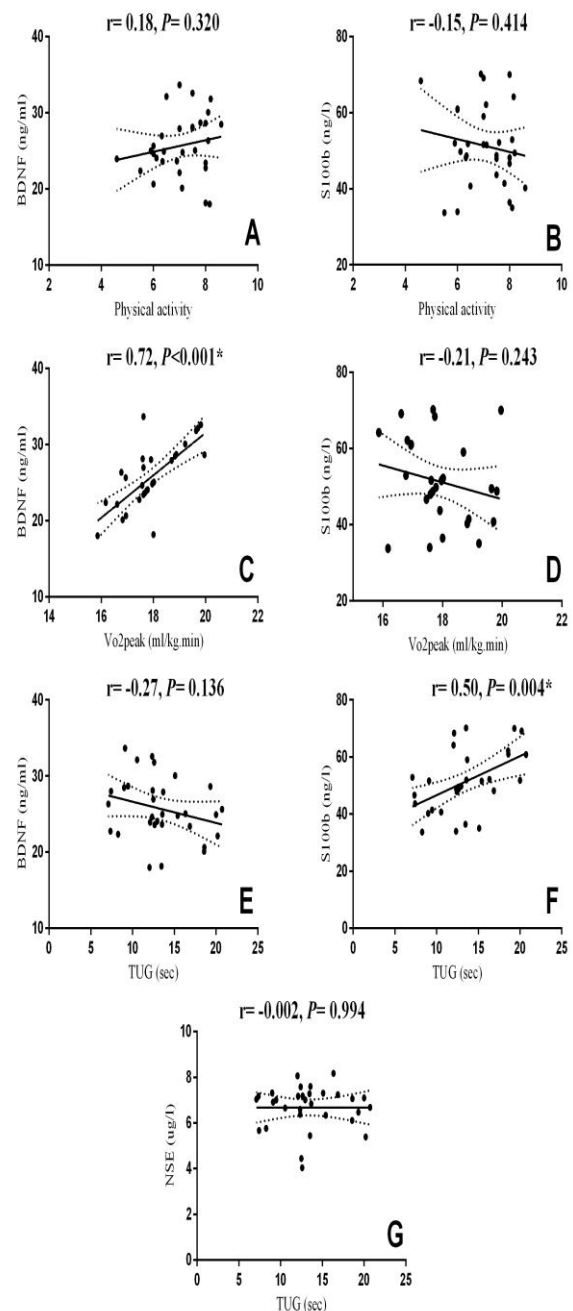 r= 0.18, P= 0.320
BDNF (ng/ml)
40
30
20
10
2 4 6 8 10
Physical activity
A
r= -0.15, P= 0.414
S100b (ng/l)
80
60
40
20
2 4 6 8 10
Physical activity
B
r= 0.72, P<0.001*
BDNF (ng/ml)
40
30
20
10
14 16 18 20 22
Vo2peak (ml/kg.min)
C
r= -0.21, P= 0.243
S100b (ng/l)
80
60
40
20
16 18 20 22
Vo2peak (ml/kg.min)
D
r= -0.27, P= 0.136
BDNF (ng/ml)
40
30
20
10
0 5 10 15 20 25
TUG (sec)
E
r= 0.50, P= 0.004*
S100b (ng/l)
80
60
40
20
0
0 5 10 15 20 25
TUG (sec)
F
r= -0.002, P= 0.994
NSE (ug/l)
10
8
6
4
2
0
0 5 10 15 20 25
TUG (sec)
G